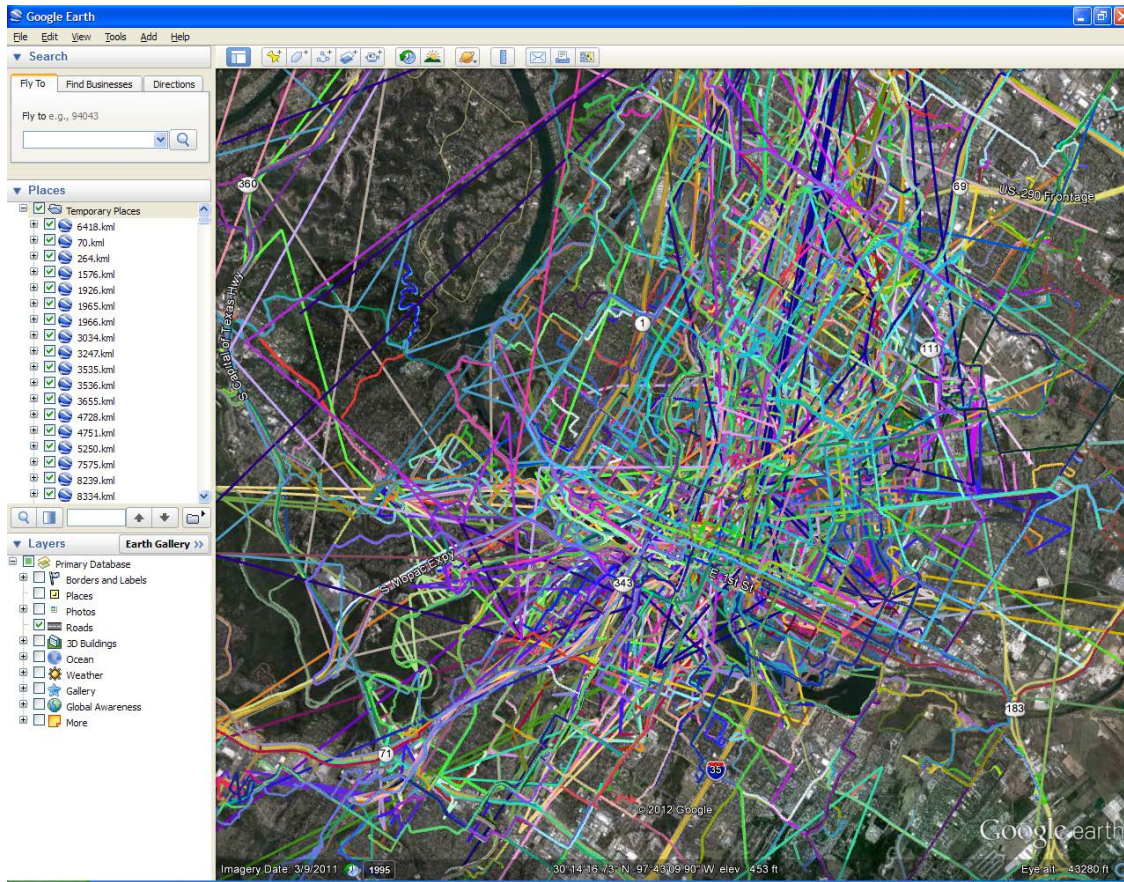 Google Earth
File Edit View Tools Add Help
Search
Fly To Find Businesses Directions
Fly to e.g., 94043
Places
Temporary Places
6418.kml
70.kml
264.kml
1576.kml
1926.kml
1965.kml
1966.kml
3034.kml
3247.kml
3535.kml
3536.kml
3655.kml
4728.kml
4751.kml
5250.kml
7575.kml
8239.kml
8334.kml
Layers Earth Gallery >>
Primary Database
Borders and Labels
Places
Photos
Roads
3D Buildings
Ocean
Weather
Gallery
Global Awareness
More
360
69
US-290 Frontage
S Capital of Texas Hwy
1
111
S Mopac Expy
343
E 1st St
183
71
35
© 2012 Google
Google earth
Imagery Date: 3/9/2011 1995 30°14'16.73" N 97°43'09.90" W elev 453 ft Eye alt 43280 ft